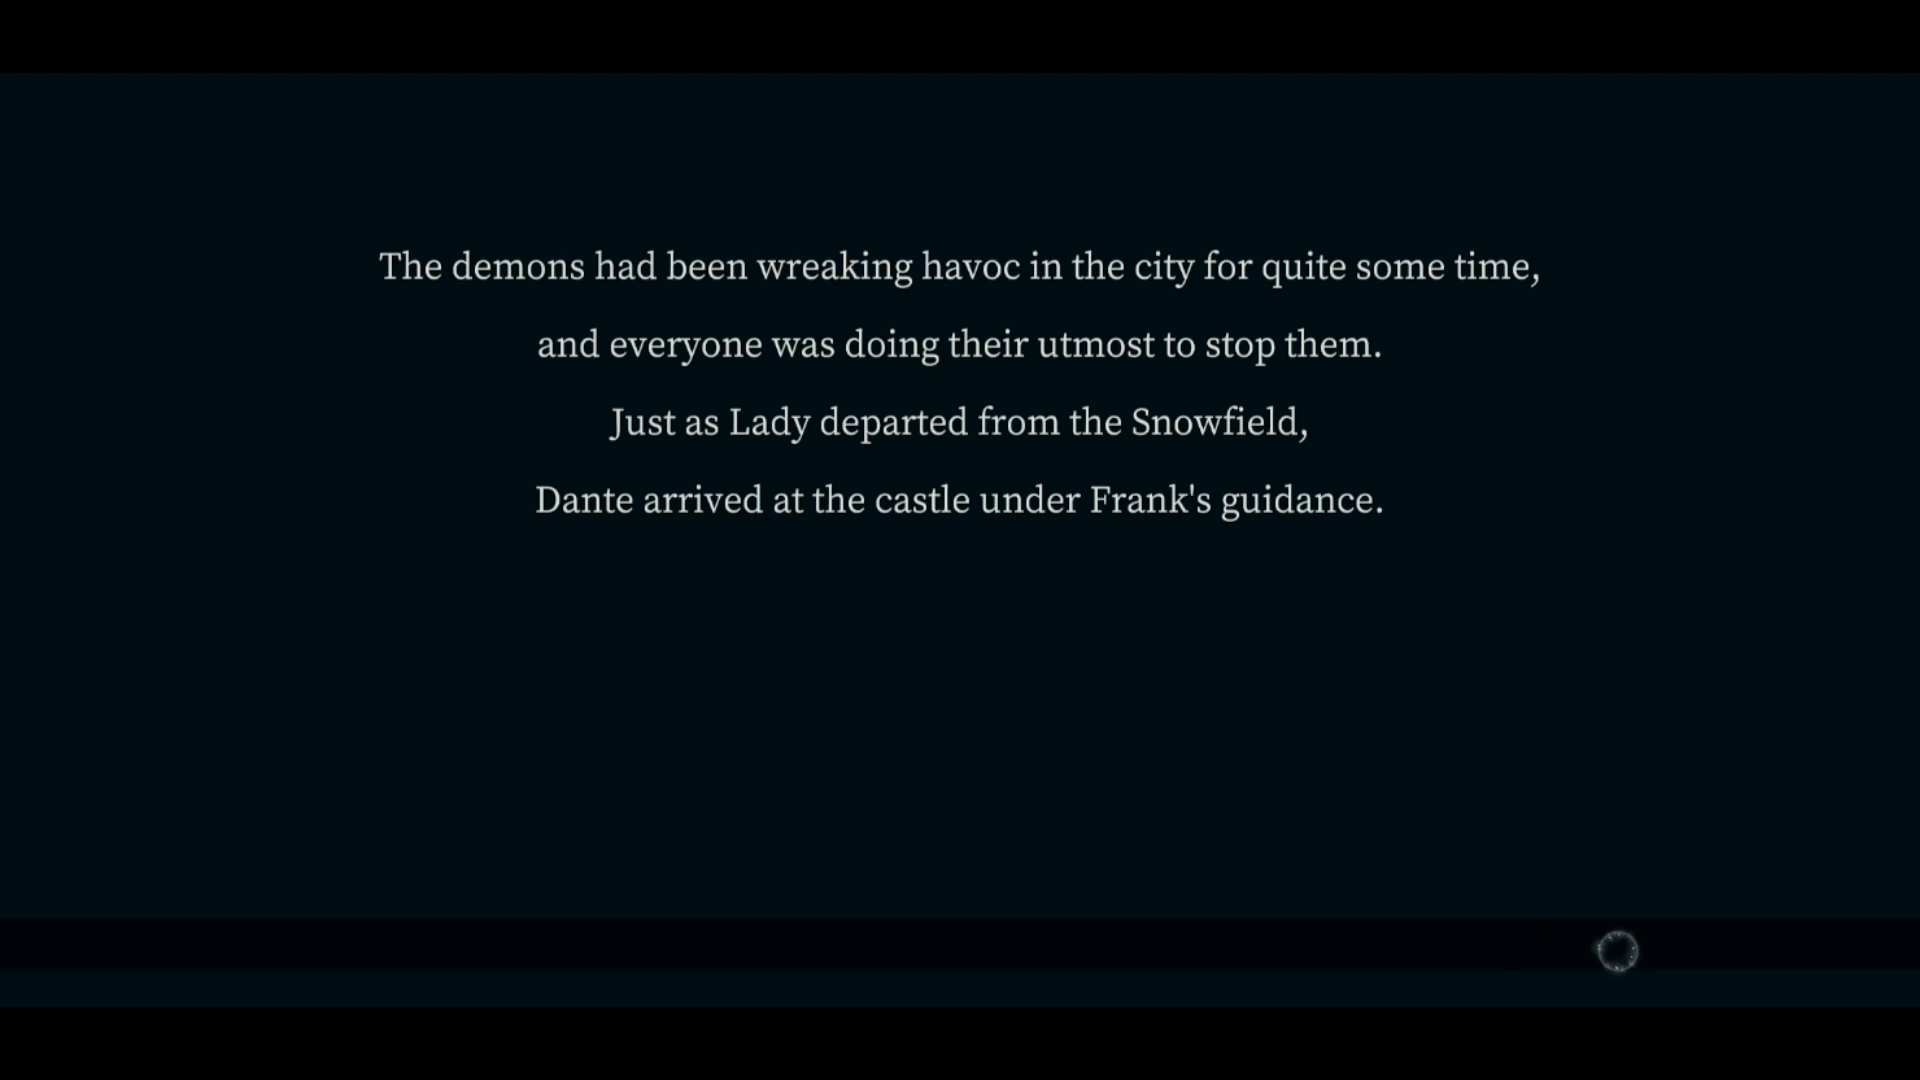 The demons had been wreaking havoc in the city for quite some time,
and everyone was doing their utmost to stop them.
Just as Lady departed from the Snowfield,
Dante arrived at the castle under Frank's guidance.